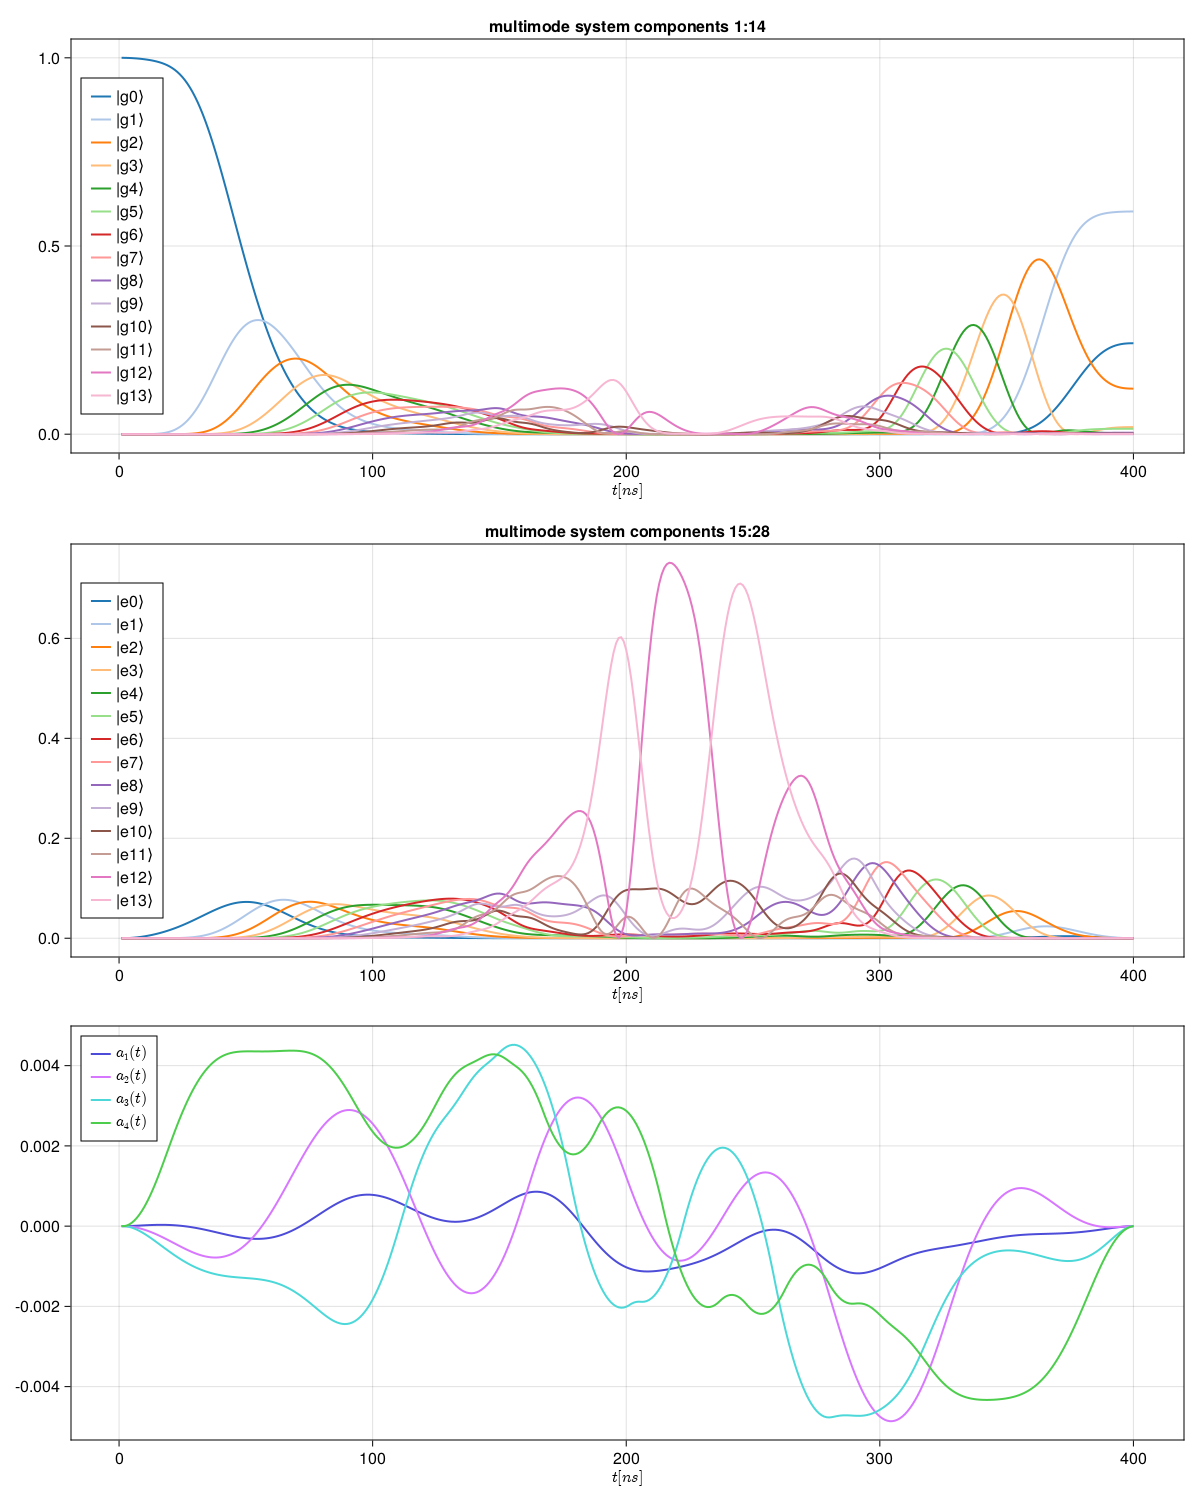 multimode system components 1:14
1.0
0.5
0.0
|g0⟩
|g1⟩
|g2⟩
|g3⟩
|g4⟩
|g5⟩
|g6⟩
|g7⟩
|g8⟩
|g9⟩
|g10⟩
|g11⟩
|g12⟩
|g13⟩
0 100 200 300 400
t[ns]
multimode system components 15:28
0.6
0.4
0.2
0.0
|e0⟩
|e1⟩
|e2⟩
|e3⟩
|e4⟩
|e5⟩
|e6⟩
|e7⟩
|e8⟩
|e9⟩
|e10⟩
|e11⟩
|e12⟩
|e13⟩
0 100 200 300 400
t[ns]
0.004
0.002
0.000
-0.002
-0.004
a₁(t)
a₂(t)
a₃(t)
a₄(t)
0 100 200 300 400
t[ns]